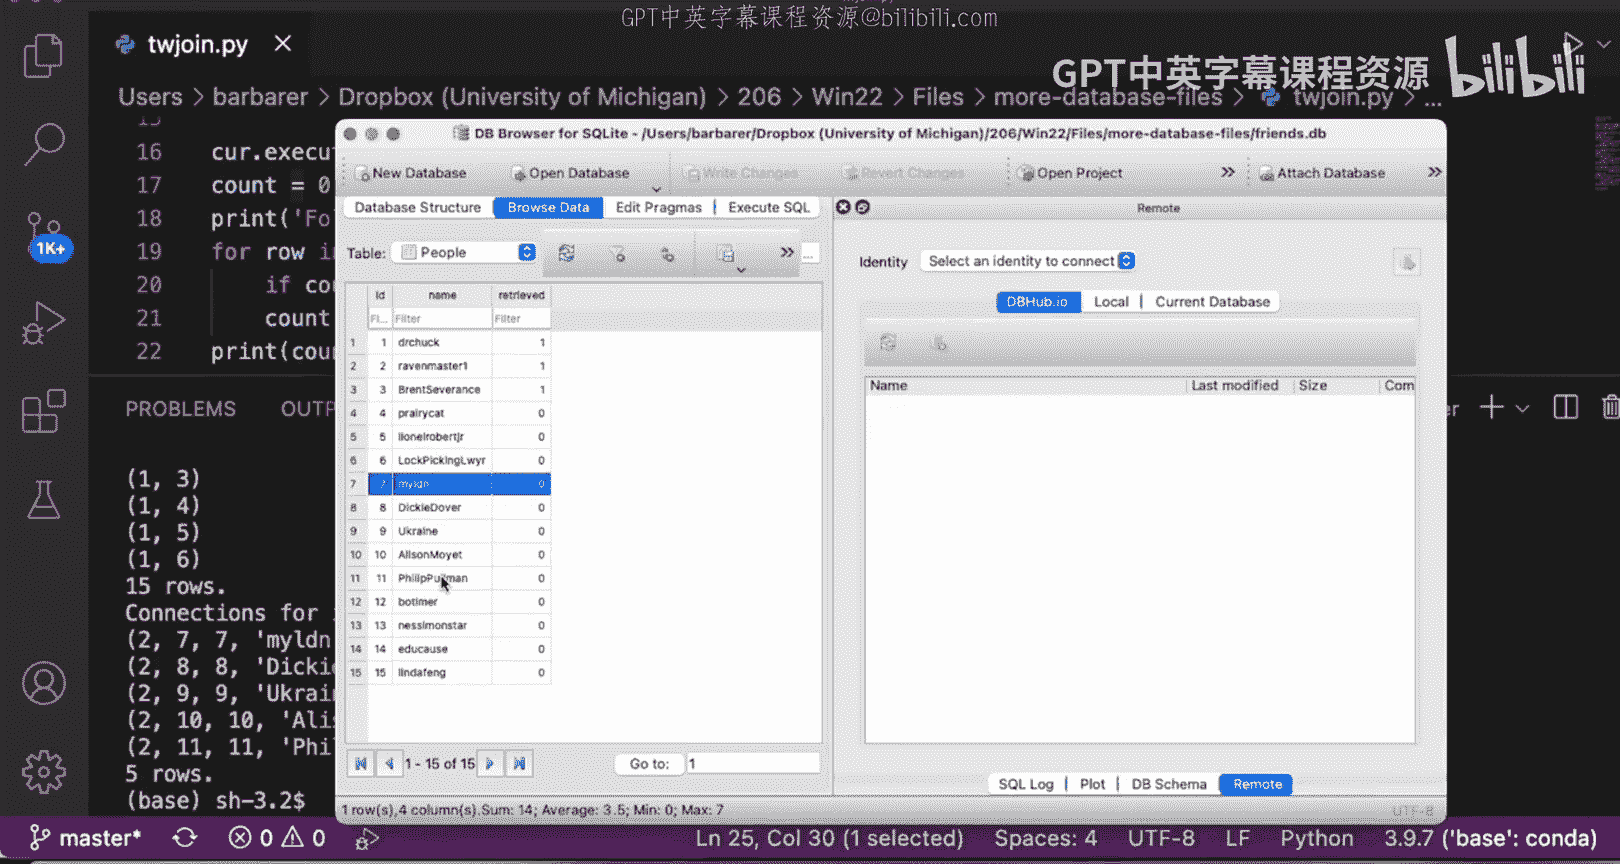 GPT中英字幕课程资源@bilibili.com
GPT中英字幕课程资源 bilibili
twjoin.py
Users > barbarer > Dropbox (University of Michigan) > 206 > Win22 > Files > more-database-files > twjoin.py > ...
16 cur.execu
17 count = 0
18 print('Fo
19 for row i
20 if co
21 count
22 print(cou
1K+
DB Browser for SQLite - /Users/barbarer/Dropbox (University of Michigan)/206/Win22/Files/more-database-files/friends.db
New Database Open Database Write Changes Revert Changes Open Project >> Attach Database >>
Database Structure Browse Data Edit Pragmas Execute SQL
Remote
Table: People >> ...
Identity Select an identity to connect
DBHub.io Local Current Database
Name Last modified Size Com
id name retrieved
Fl... Filter Filter
1 1 drchuck 1
2 2 ravenmaster1 1
3 3 BrentSeverance 1
4 4 prairycat 0
5 5 lionelrobertjr 0
6 6 LockPickingLwyr 0
7 7 myldn 0
8 8 DickieDover 0
9 9 Ukraine 0
10 10 AlisonMoyet 0
11 11 PhilipPullman 0
12 12 botimer 0
13 13 nessimonstar 0
14 14 educause 0
15 15 lindafeng 0
1 - 15 of 15 Go to: 1
SQL Log Plot DB Schema Remote
1 row(s),4 column(s).Sum: 14; Average: 3.5; Min: 0; Max: 7 UTF-8
PROBLEMS OUTP
(1, 3)
(1, 4)
(1, 5)
(1, 6)
15 rows.
Connections for
(2, 7, 7, 'myldn
(2, 8, 8, 'Dicki
(2, 9, 9, 'Ukrai
(2, 10, 10, 'Ali
(2, 11, 11, 'Phi
5 rows.
(base) sh-3.2$
master* 0 0 Ln 25, Col 30 (1 selected) Spaces: 4 UTF-8 LF Python 3.9.7 ('base': conda)